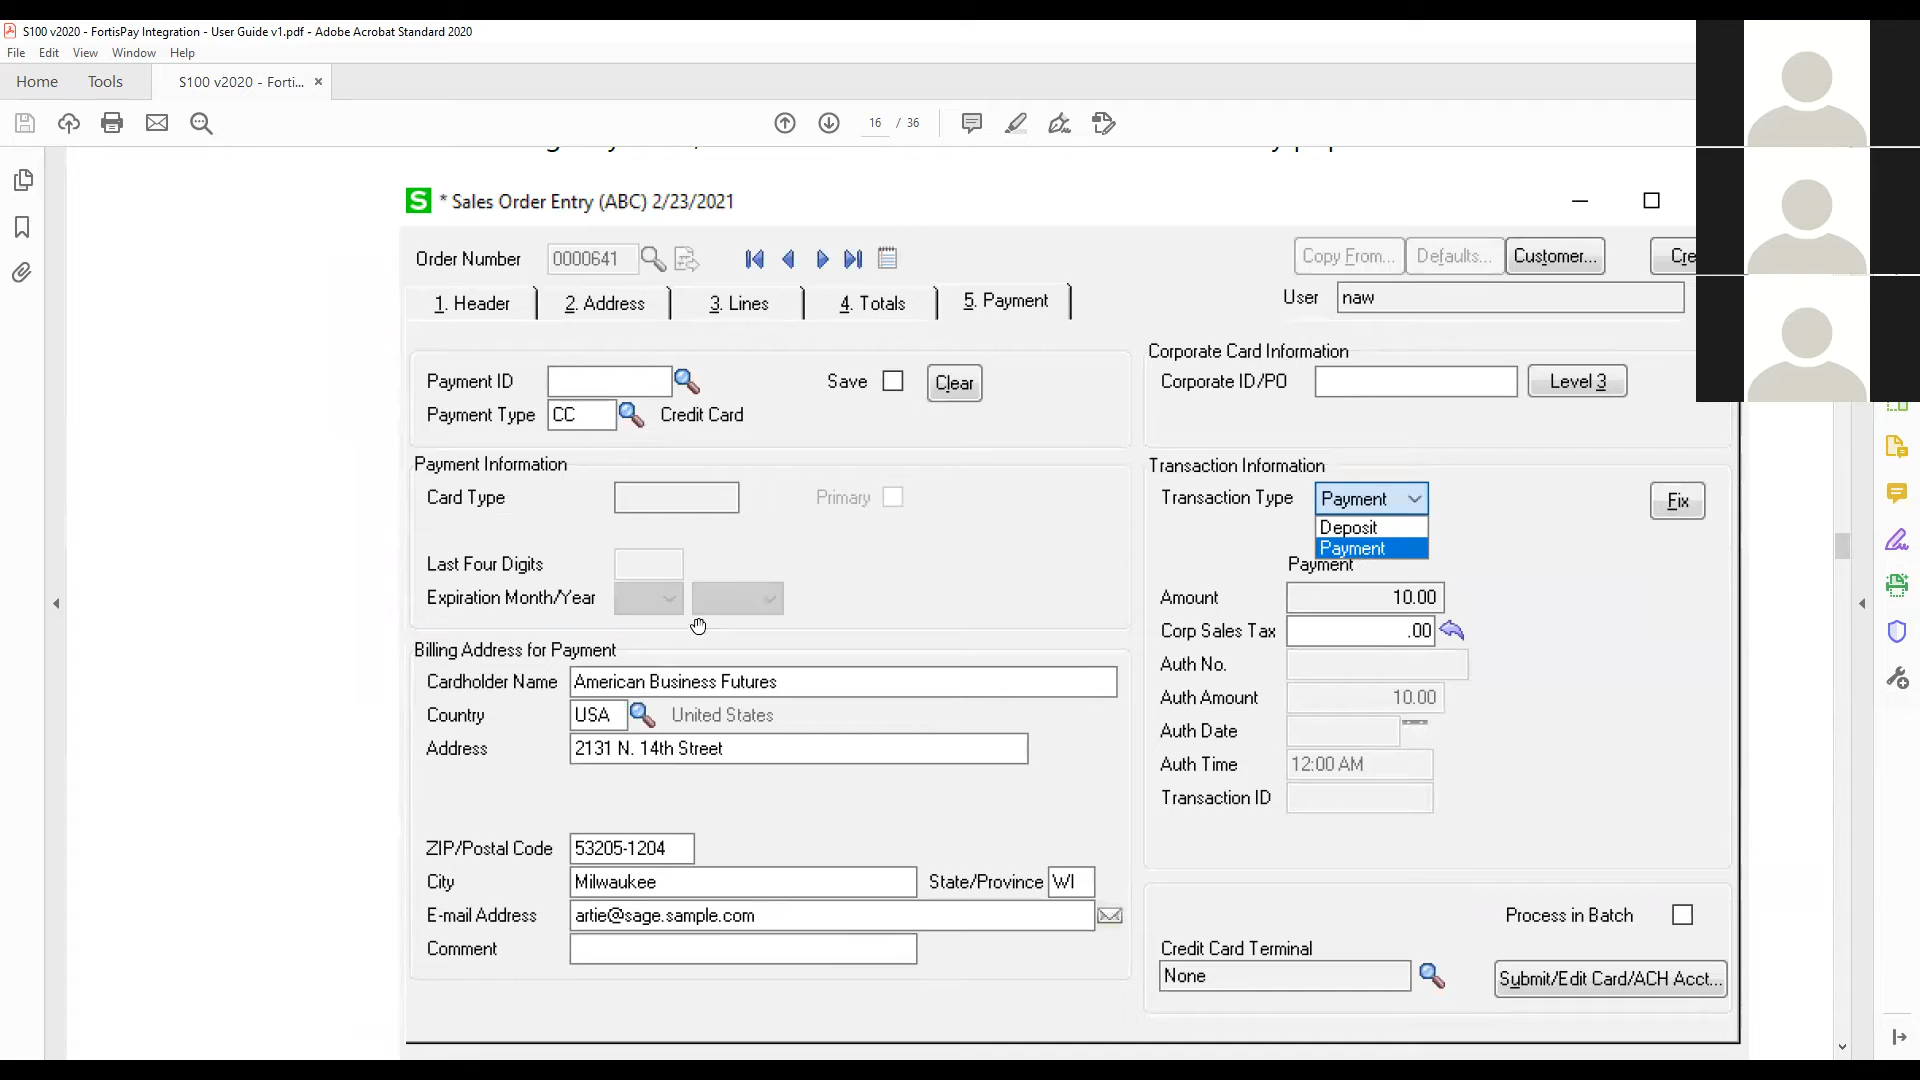 S100 v2020 - FortisPay Integration - User Guide v1.pdf - Adobe Acrobat Standard 2020
File Edit View Window Help
Home Tools S100 v2020 - Forti... ×
16 / 36
S * Sales Order Entry (ABC) 2/23/2021
Order Number 0000641 Copy From... Defaults... Customer... Cre
1. Header 2. Address 3. Lines 4. Totals 5. Payment User naw
Corporate Card Information
Payment ID Save Clear Corporate ID/PO Level 3
Payment Type CC Credit Card
Payment Information Transaction Information
Card Type Primary Transaction Type Payment Fix
Deposit
Payment
Last Four Digits Payment
Expiration Month/Year Amount 10.00
Corp Sales Tax .00
Billing Address for Payment Auth No.
Cardholder Name American Business Futures Auth Amount 10.00
Country USA United States Auth Date
Address 2131 N. 14th Street Auth Time 12:00 AM
Transaction ID
ZIP/Postal Code 53205-1204
City Milwaukee State/Province WI
E-mail Address artie@sage.sample.com Process in Batch
Comment Credit Card Terminal
None Submit/Edit Card/ACH Acct...